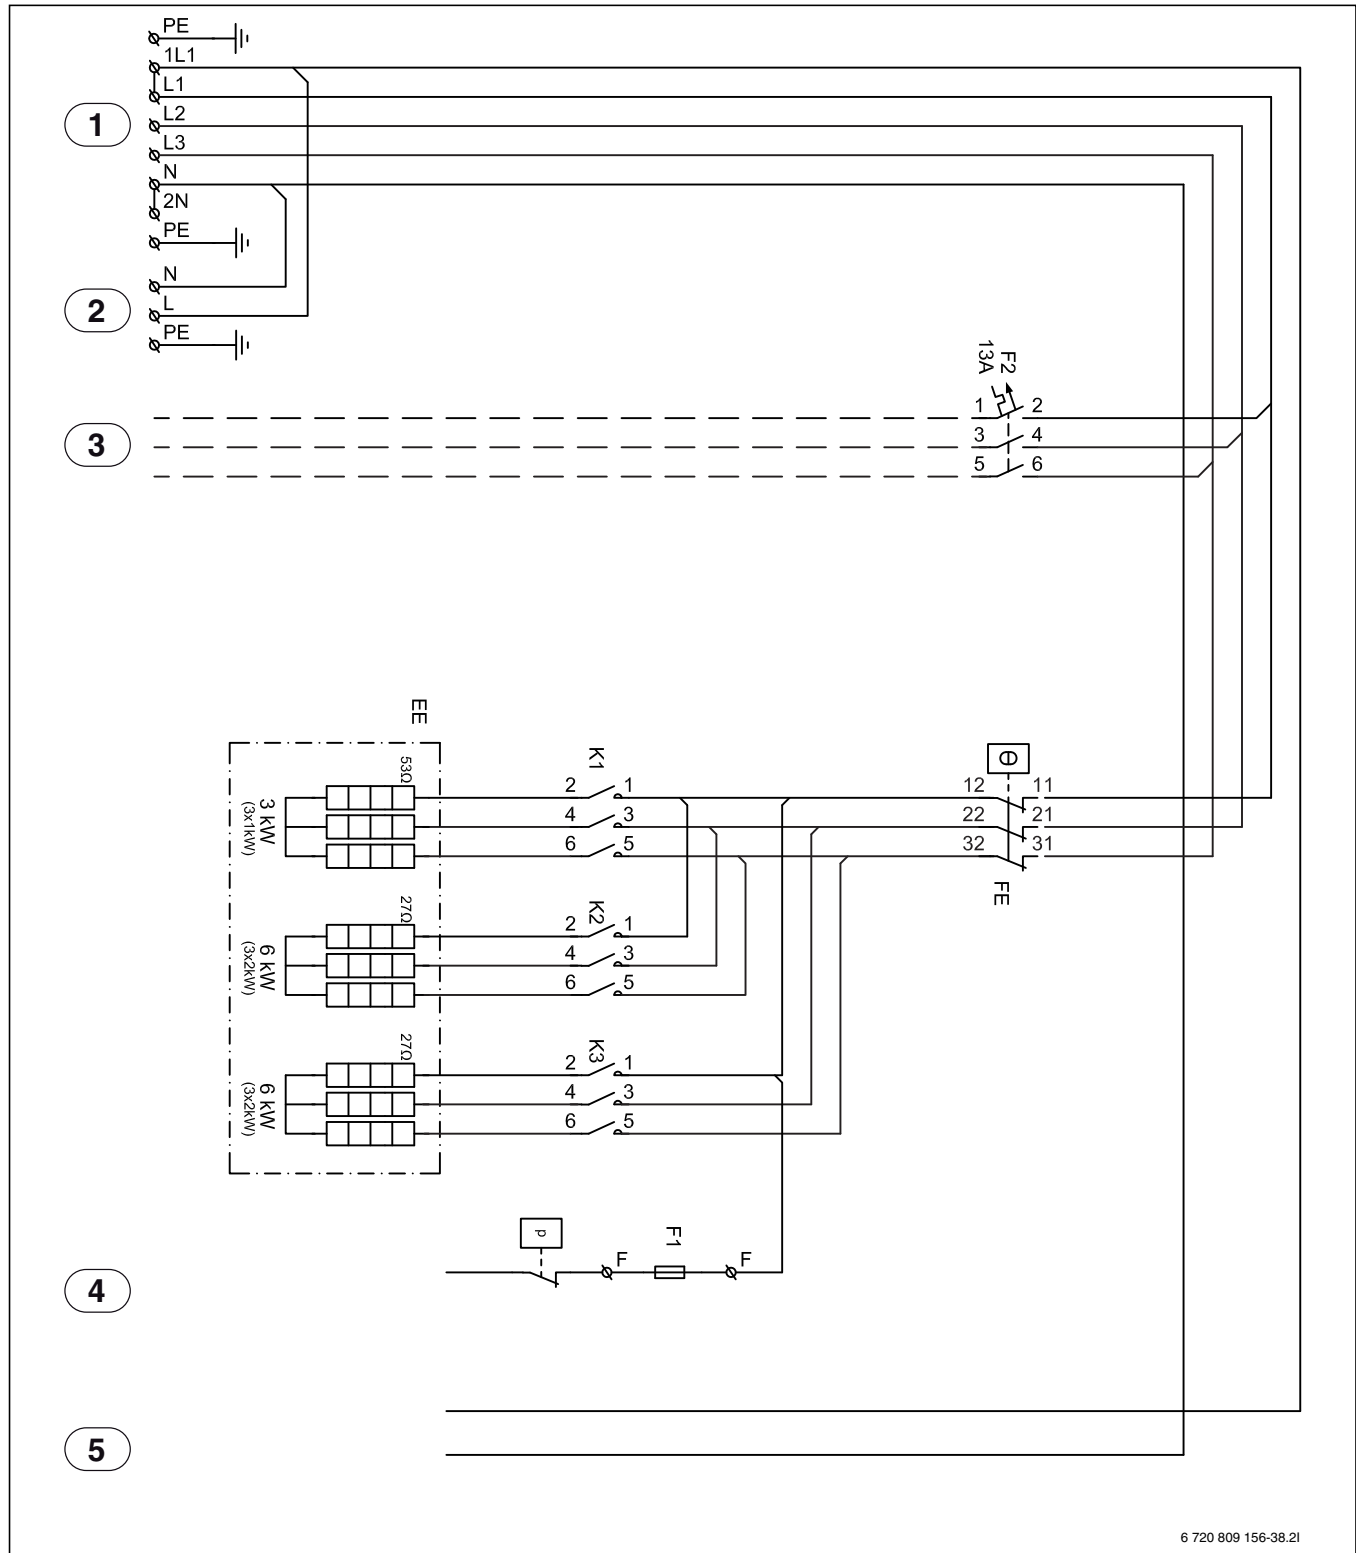 PE
1L1
L1
1
L2
L3
N
2N
PE
N
2
L
PE
F2
13A
1 2
3
3 4
5 6
EE
53Ω
3 kW
(3x1kW)
K1
2 1
4 3
6 5
12 11
22 21
32 31
FE
27Ω
6 kW
(3x2kW)
K2
2 1
4 3
6 5
27Ω
6 kW
(3x2kW)
K3
2 1
4 3
6 5
p
F
F1
F
4
5
6 720 809 156-38.2I